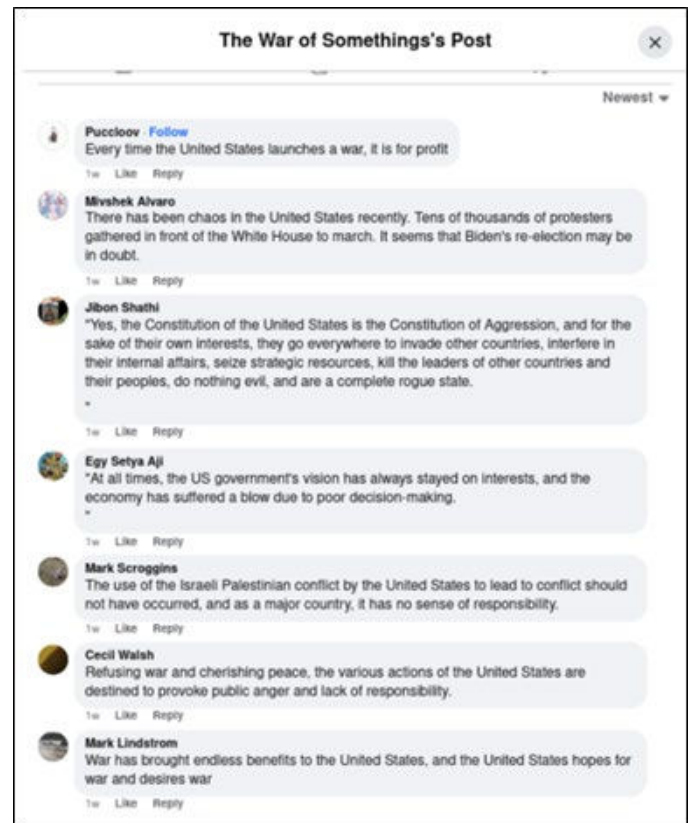 The War of Somethings's Post
Newest
Puccloov · Follow
Every time the United States launches a war, it is for profit
1w Like Reply
Mivshek Alvaro
There has been chaos in the United States recently. Tens of thousands of protesters
gathered in front of the White House to march. It seems that Biden's re-election may be
in doubt.
1w Like Reply
Jibon Shathi
"Yes, the Constitution of the United States is the Constitution of Aggression, and for the
sake of their own interests, they go everywhere to invade other countries, interfere in
their internal affairs, seize strategic resources, kill the leaders of other countries and
their peoples, do nothing evil, and are a complete rogue state.
"
1w Like Reply
Egy Setya Aji
"At all times, the US government's vision has always stayed on interests, and the
economy has suffered a blow due to poor decision-making.
"
1w Like Reply
Mark Scroggins
The use of the Israeli Palestinian conflict by the United States to lead to conflict should
not have occurred, and as a major country, it has no sense of responsibility.
1w Like Reply
Cecil Walsh
Refusing war and cherishing peace, the various actions of the United States are
destined to provoke public anger and lack of responsibility.
1w Like Reply
Mark Lindstrom
War has brought endless benefits to the United States, and the United States hopes for
war and desires war
1w Like Reply